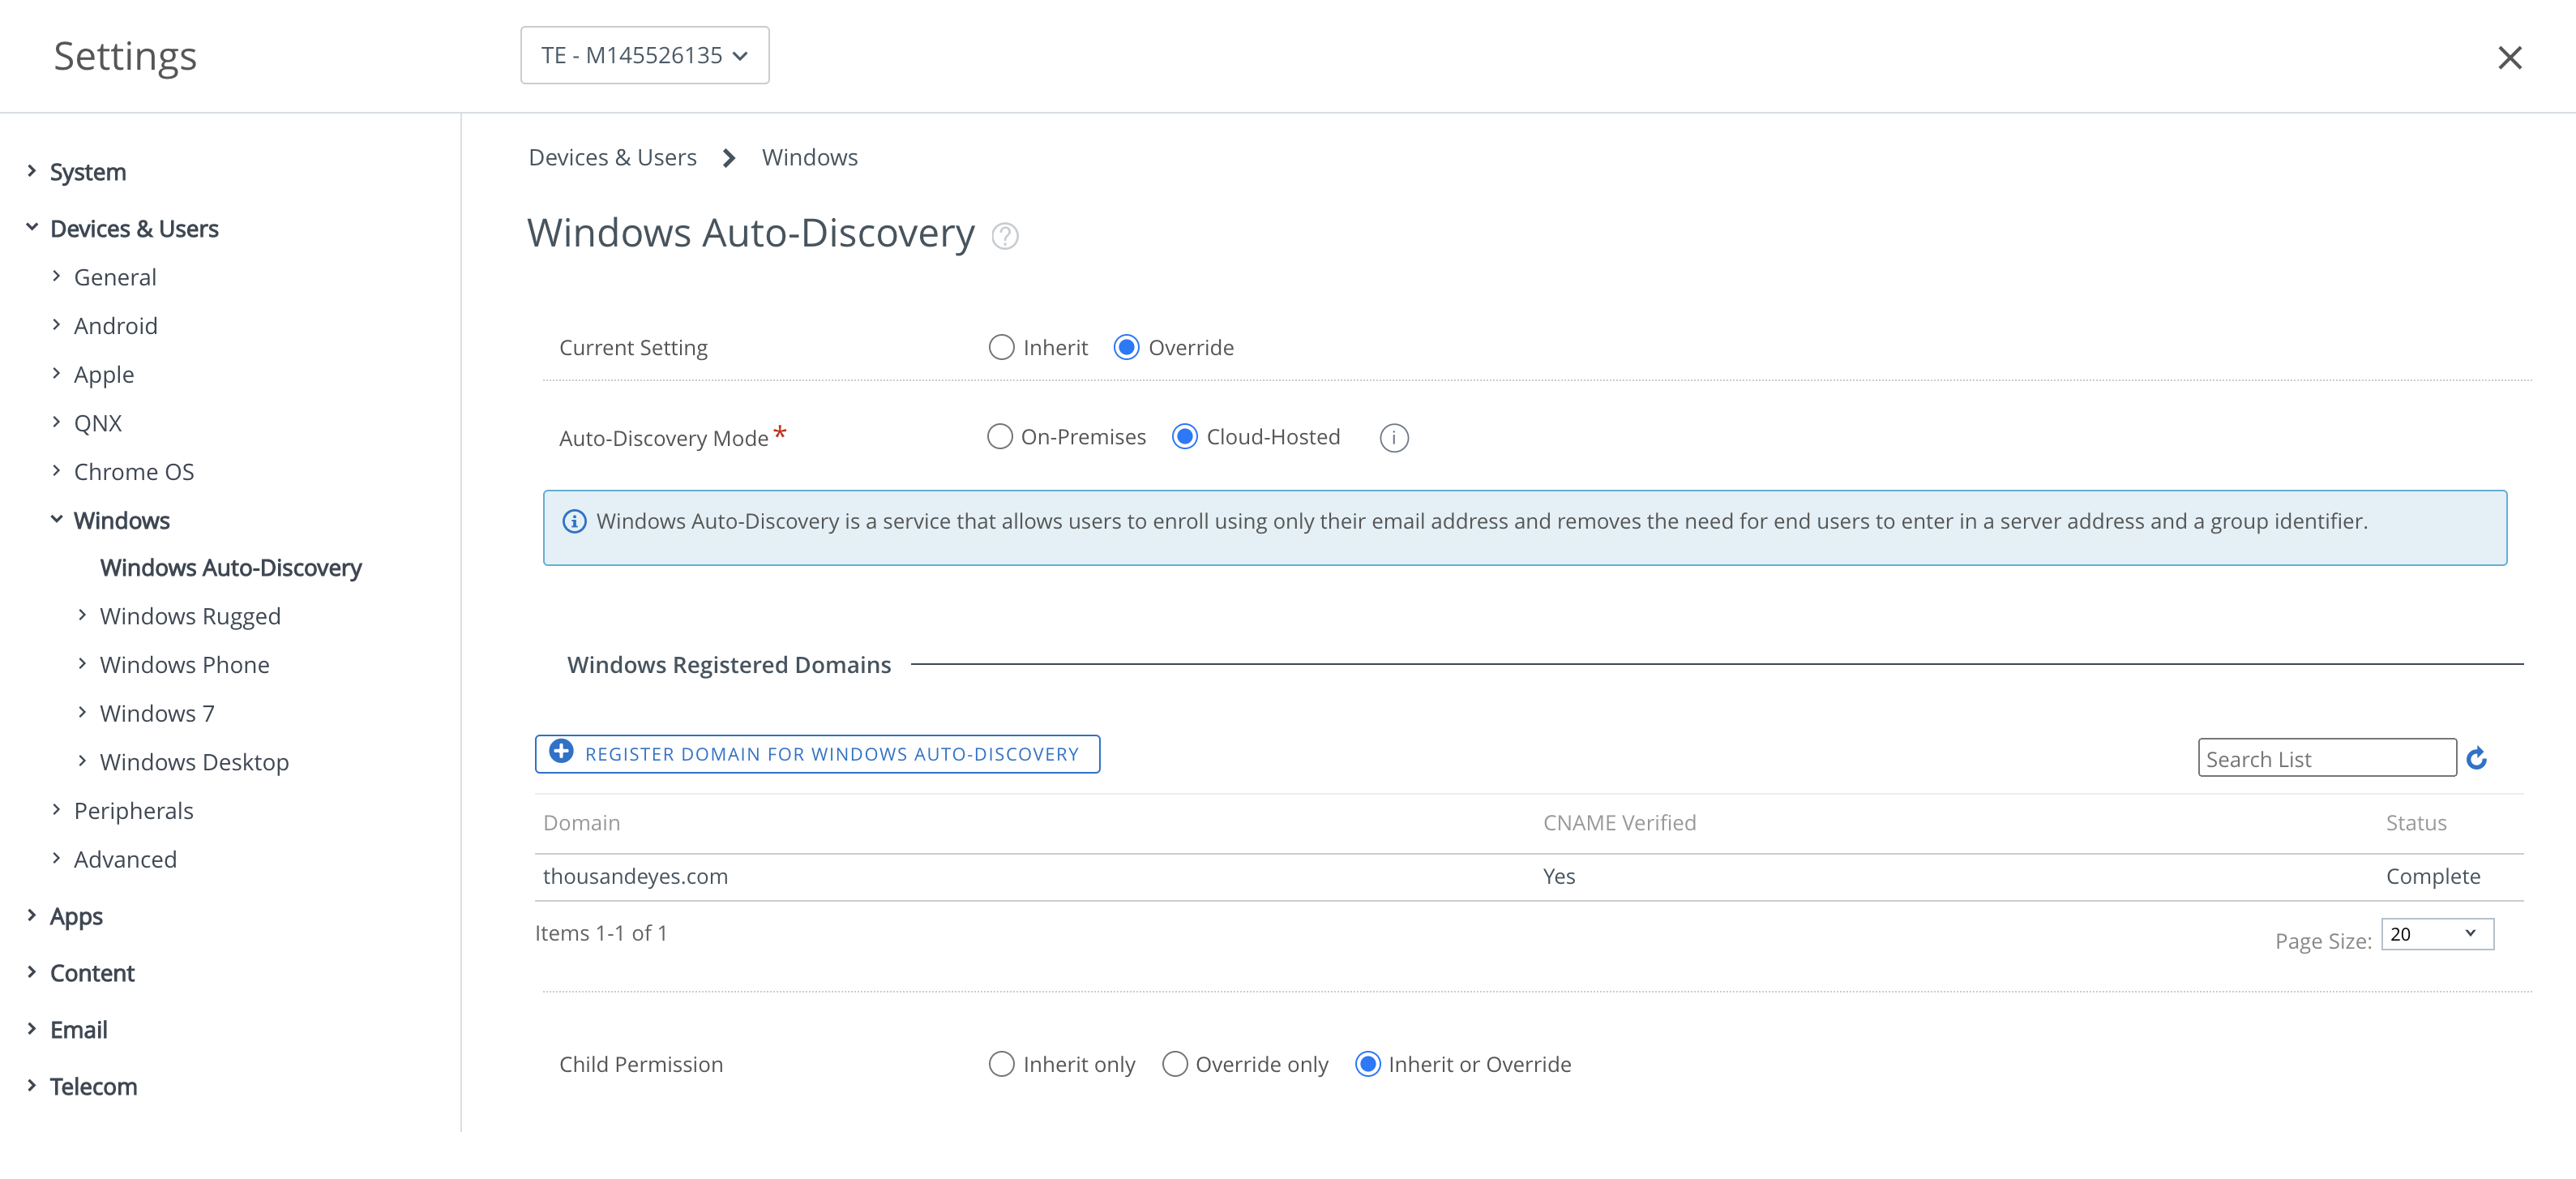 Settings
TE - M145526135
System
Devices & Users
General
Android
Apple
QNX
Chrome OS
Windows
Windows Auto-Discovery
Windows Rugged
Windows Phone
Windows 7
Windows Desktop
Peripherals
Advanced
Apps
Content
Email
Telecom
Devices & Users > Windows
Windows Auto-Discovery ?
Current Setting Inherit Override
Auto-Discovery Mode * On-Premises Cloud-Hosted i
i Windows Auto-Discovery is a service that allows users to enroll using only their email address and removes the need for end users to enter in a server address and a group identifier.
Windows Registered Domains
REGISTER DOMAIN FOR WINDOWS AUTO-DISCOVERY Search List
Domain CNAME Verified Status
thousandeyes.com Yes Complete
Items 1-1 of 1 Page Size: 20
Child Permission Inherit only Override only Inherit or Override